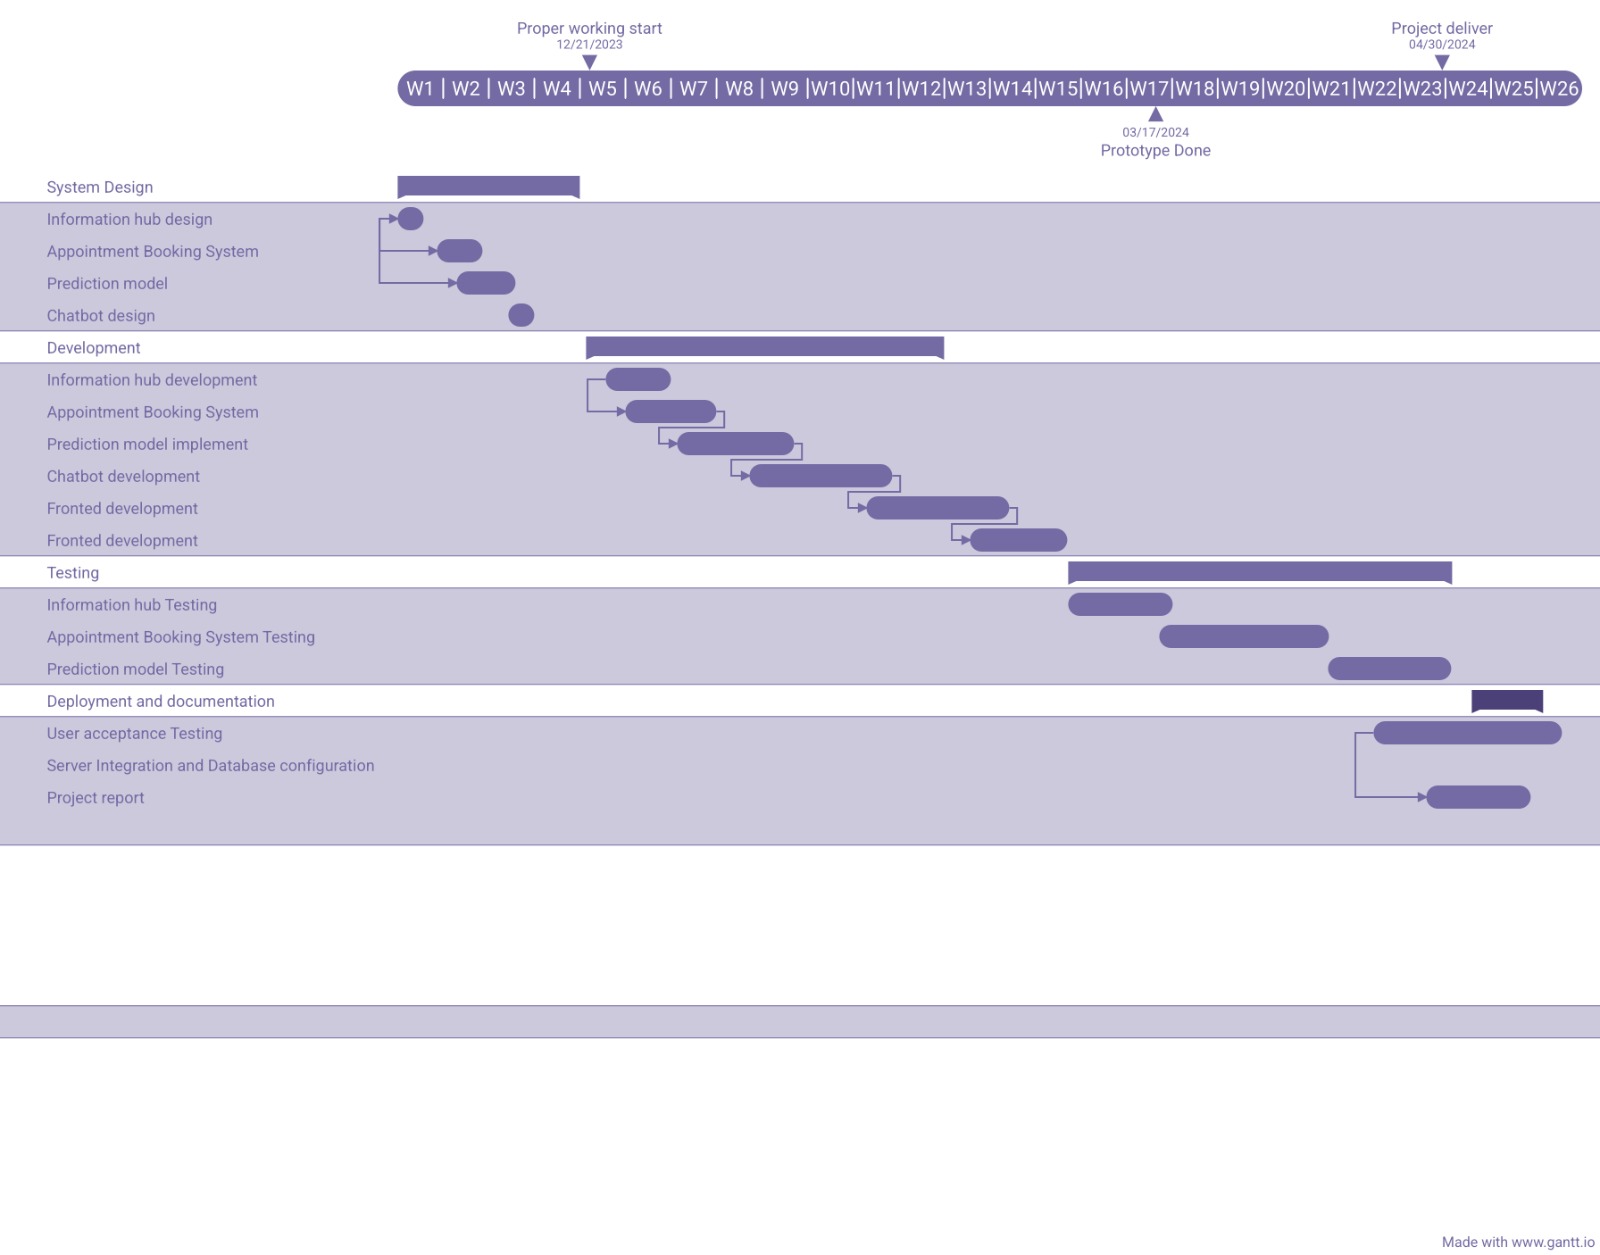 Proper working start
12/21/2023
Project deliver
04/30/2024
W1 | W2 | W3 | W4 | W5 | W6 | W7 | W8 | W9 |W10|W11|W12|W13|W14|W15|W16|W17|W18|W19|W20|W21|W22|W23|W24|W25|W26
03/17/2024
Prototype Done
System Design
Information hub design
Appointment Booking System
Prediction model
Chatbot design
Development
Information hub development
Appointment Booking System
Prediction model implement
Chatbot development
Fronted development
Fronted development
Testing
Information hub Testing
Appointment Booking System Testing
Prediction model Testing
Deployment and documentation
User acceptance Testing
Server Integration and Database configuration
Project report
Made with www.gantt.io